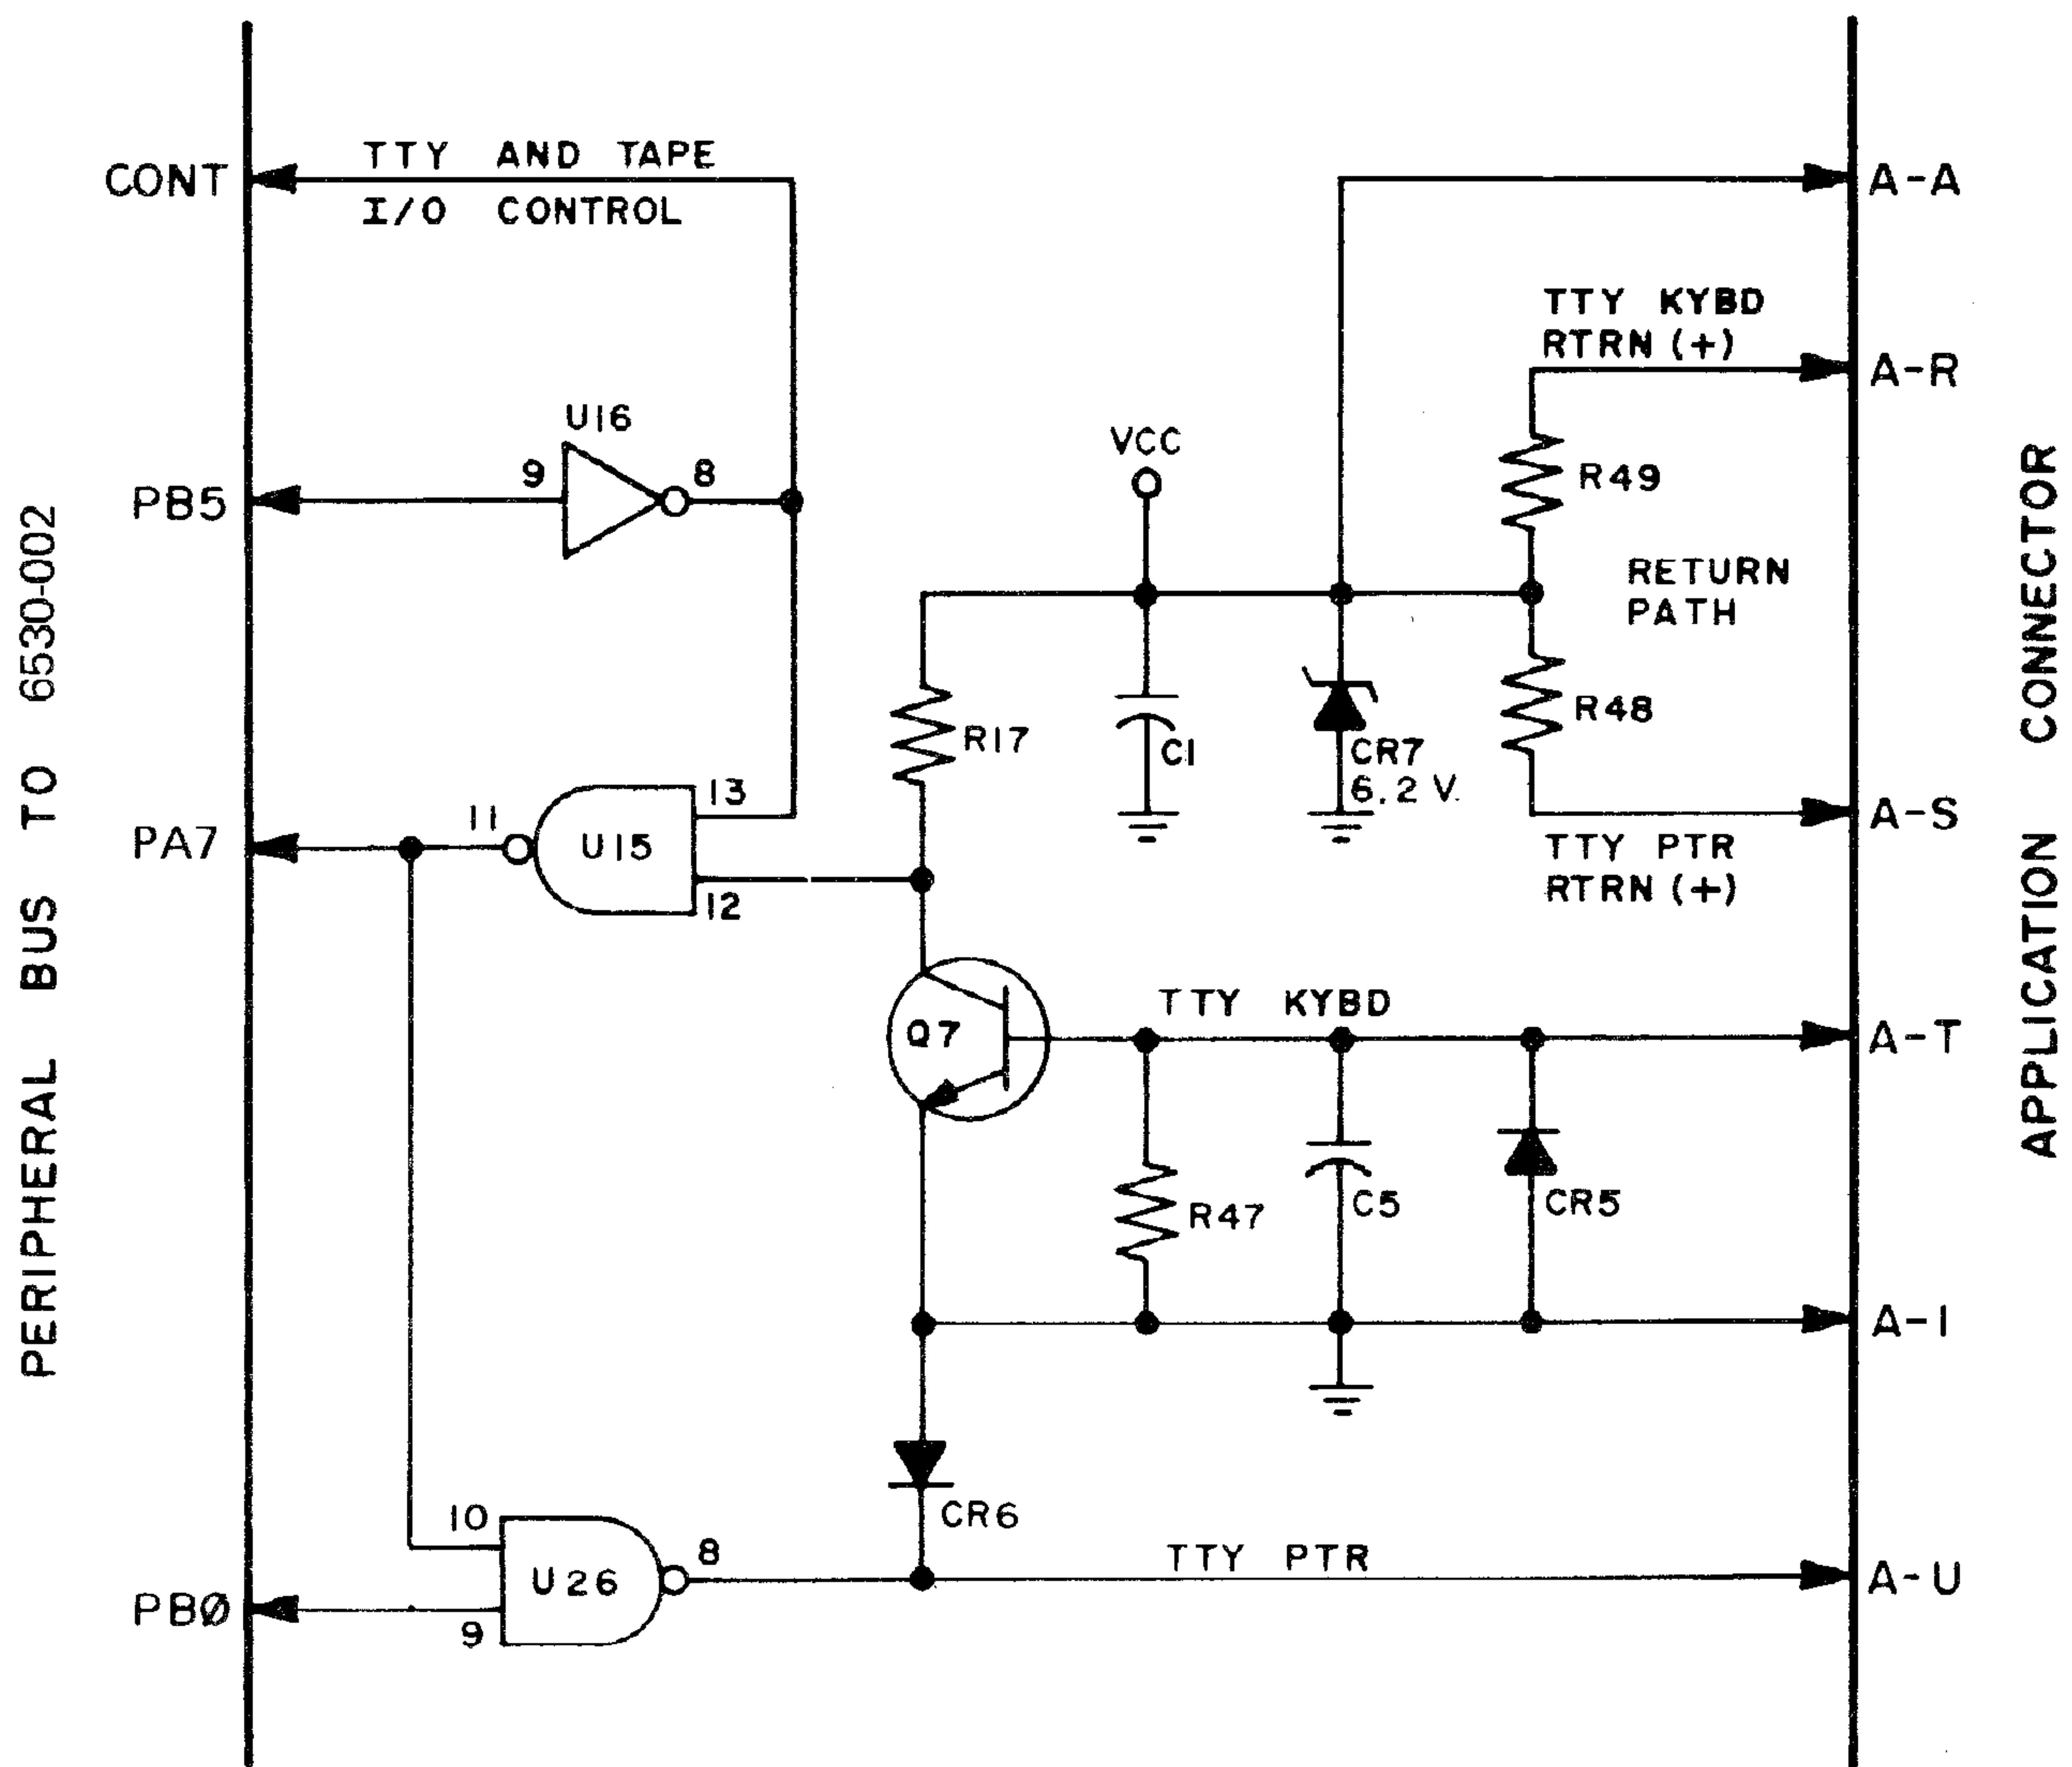 TTY AND TAPE
I/O CONTROL
CONT
A-A
TTY KYBD
RTRN (+)
A-R
U16
9
8
PB5
VCC
R49
RETURN
PATH
R48
R17
C1
CR7
6.2 V.
A-S
TTY PTR
RTRN (+)
13
11
U15
12
PA7
Q7
TTY KYBD
A-T
R47
C5
CR5
A-1
CR6
10
U26
8
9
PBØ
TTY PTR
A-U
PERIPHERAL BUS TO 6530-002
APPLICATION CONNECTOR